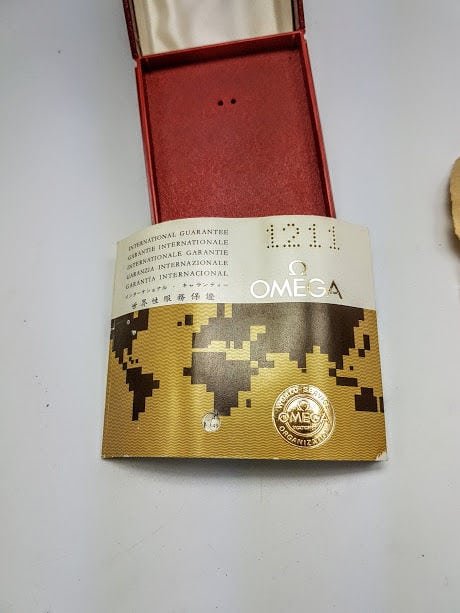 INTERNATIONAL GUARANTEE
GARANTIE INTERNATIONALE
INTERNATIONALE GARANTIE
GARANZIA INTERNAZIONALE
GARANTIA INTERNACIONAL
インターナショナル・ギャランティー
世界性服務保證
1211
Ω
OMEGA
WORLD-SERVICE
Ω
OMEGA
ORGANIZATION